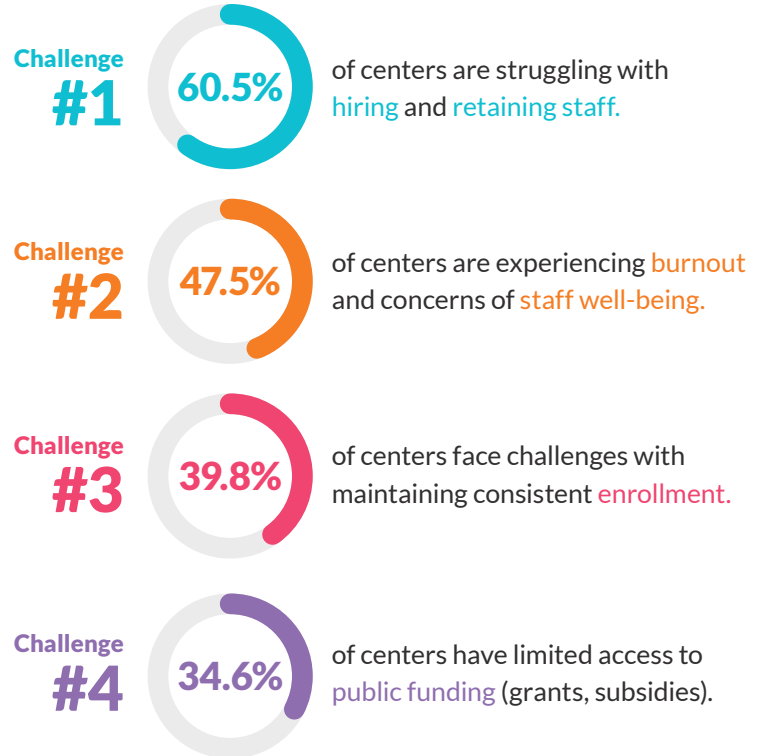 Challenge
#1
60.5%
of centers are struggling with
hiring and retaining staff.
Challenge
#2
47.5%
of centers are experiencing burnout
and concerns of staff well-being.
Challenge
#3
39.8%
of centers face challenges with
maintaining consistent enrollment.
Challenge
#4
34.6%
of centers have limited access to
public funding (grants, subsidies).